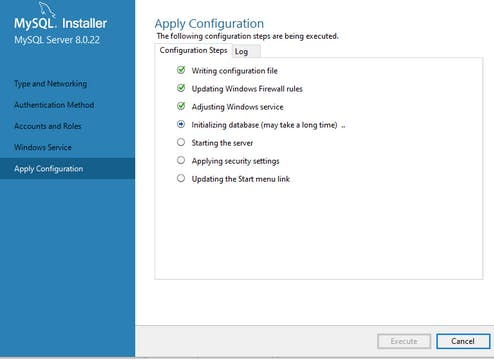 MySQL. Installer
MySQL Server 8.0.22
Type and Networking
Authentication Method
Accounts and Roles
Windows Service
Apply Configuration
Apply Configuration
The following configuration steps are being executed.
Configuration Steps Log
Writing configuration file
Updating Windows Firewall rules
Adjusting Windows service
Initializing database (may take a long time) ..
Starting the server
Applying security settings
Updating the Start menu link
Execute Cancel